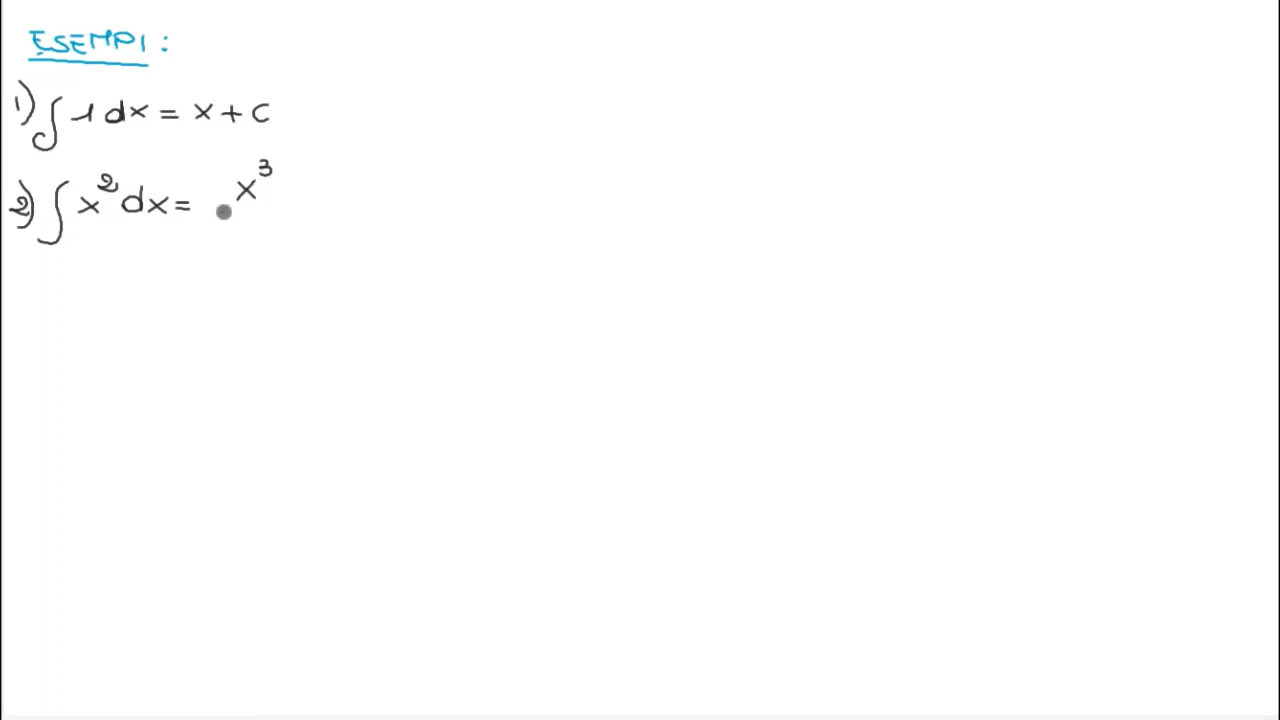 ESEMPI:
1) ∫ 1 dx = x + c
2) ∫ x² dx = x³